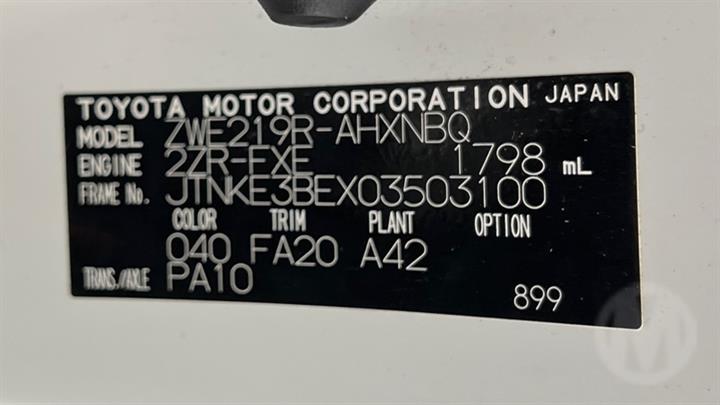 TOYOTA MOTOR CORPORATION JAPAN
MODEL ZWE219R-AHXNBQ
ENGINE 2ZR-FXE 1798 mL
FRAME No. JTNKE3BEX03503100
COLOR TRIM PLANT OPTION
040 FA20 A42
TRANS./AXLE PA10
899
M